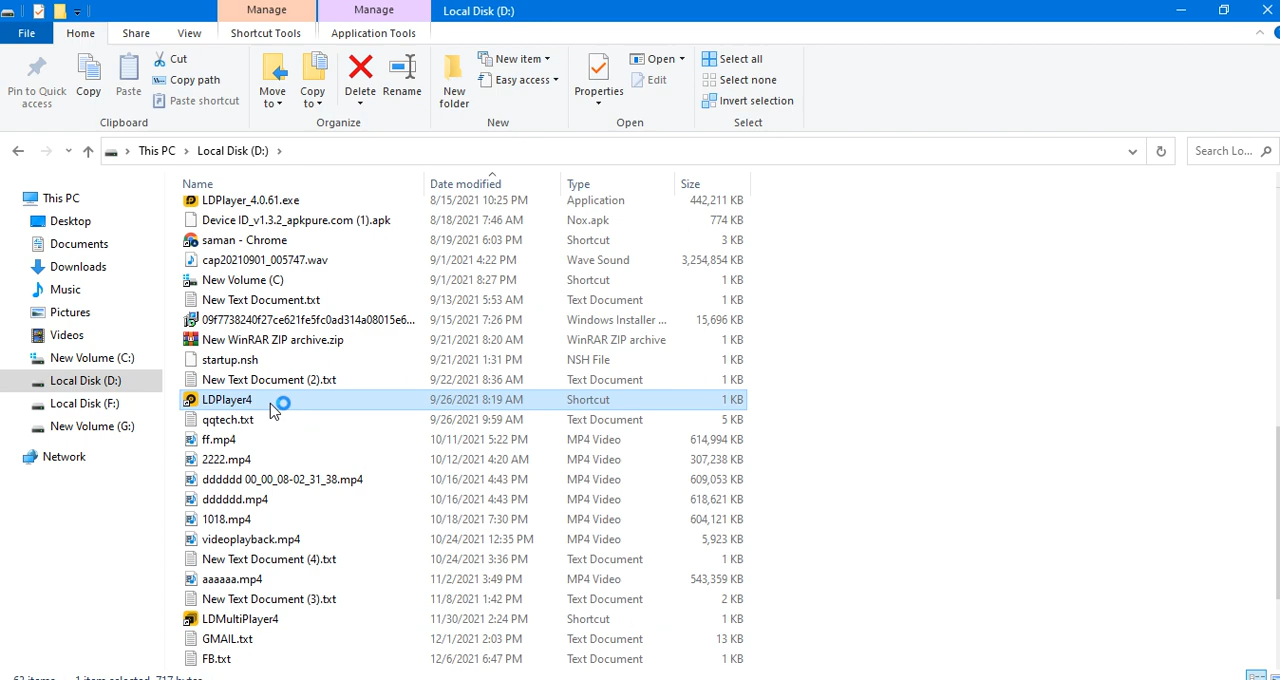 Manage Manage Local Disk (D:)
File Home Share View Shortcut Tools Application Tools
Pin to Quick access Copy Paste Cut Copy path Paste shortcut
Move to Copy to Delete Rename New folder New item Easy access Properties Open Edit Select all Select none Invert selection
Clipboard Organize New Open Select
This PC Local Disk (D:) Search Lo...
This PC
Desktop
Documents
Downloads
Music
Pictures
Videos
New Volume (C:)
Local Disk (D:)
Local Disk (F:)
New Volume (G:)
Network
Name Date modified Type Size
LDPlayer_4.0.61.exe 8/15/2021 10:25 PM Application 442,211 KB
Device ID_v1.3.2_apkpure.com (1).apk 8/18/2021 7:46 AM Nox.apk 774 KB
saman - Chrome 8/19/2021 6:03 PM Shortcut 3 KB
cap20210901_005747.wav 9/1/2021 4:22 PM Wave Sound 3,254,854 KB
New Volume (C) 9/1/2021 8:27 PM Shortcut 1 KB
New Text Document.txt 9/13/2021 5:53 AM Text Document 1 KB
09f7738240f27ce621fe5fc0ad314a08015e6... 9/15/2021 7:26 PM Windows Installer ... 15,696 KB
New WinRAR ZIP archive.zip 9/21/2021 8:20 AM WinRAR ZIP archive 1 KB
startup.nsh 9/21/2021 1:31 PM NSH File 1 KB
New Text Document (2).txt 9/22/2021 8:36 AM Text Document 1 KB
LDPlayer4 9/26/2021 8:19 AM Shortcut 1 KB
qqtech.txt 9/26/2021 9:59 AM Text Document 5 KB
ff.mp4 10/11/2021 5:22 PM MP4 Video 614,994 KB
2222.mp4 10/12/2021 4:20 AM MP4 Video 307,238 KB
dddddd 00_00_08-02_31_38.mp4 10/16/2021 4:43 PM MP4 Video 609,053 KB
dddddd.mp4 10/16/2021 4:43 PM MP4 Video 618,621 KB
1018.mp4 10/18/2021 7:30 PM MP4 Video 604,121 KB
videoplayback.mp4 10/24/2021 12:35 PM MP4 Video 5,923 KB
New Text Document (4).txt 10/24/2021 3:36 PM Text Document 1 KB
aaaaaa.mp4 11/2/2021 3:49 PM MP4 Video 543,359 KB
New Text Document (3).txt 11/8/2021 1:42 PM Text Document 2 KB
LDMultiPlayer4 11/30/2021 2:24 PM Shortcut 1 KB
GMAIL.txt 12/1/2021 2:03 PM Text Document 13 KB
FB.txt 12/6/2021 6:47 PM Text Document 1 KB
items 1 item selected 717 bytes